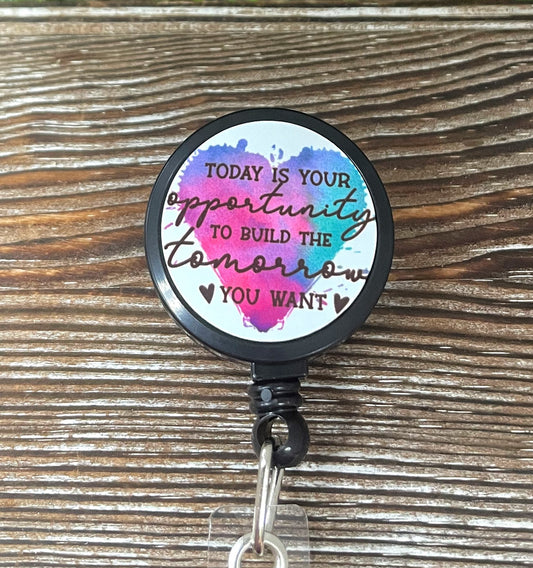 TODAY IS YOUR
opportunity
TO BUILD THE
tomorrow
YOU WANT